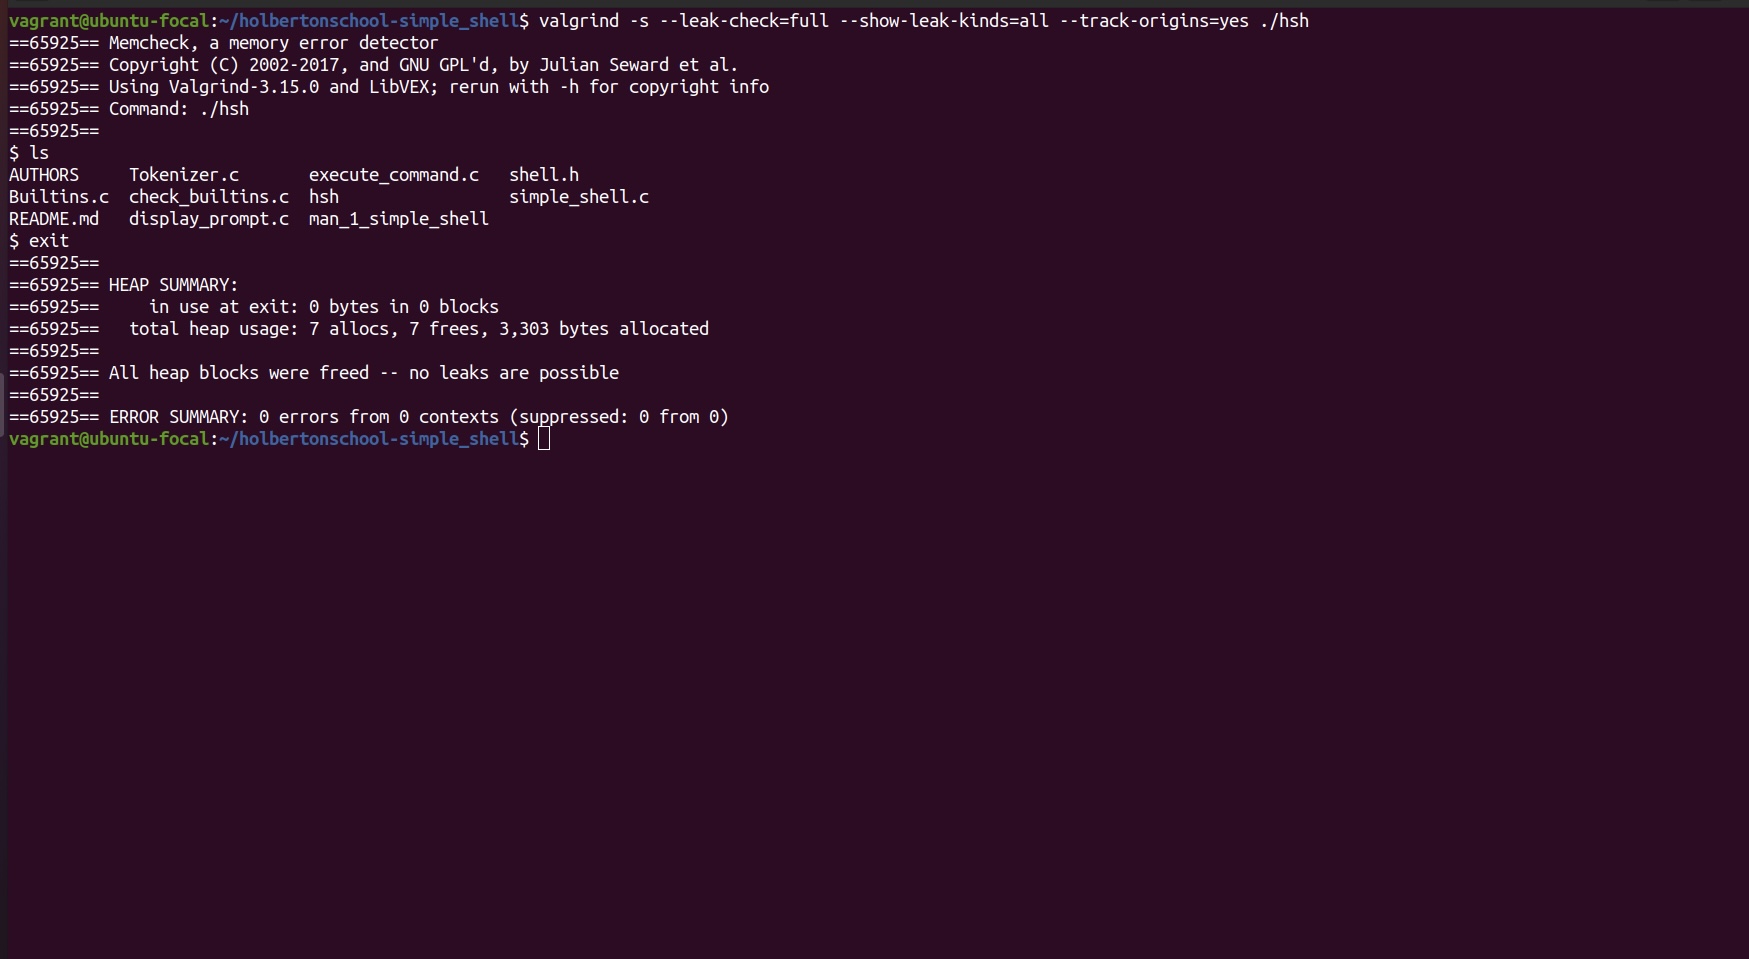 vagrant@ubuntu-focal:~/holbertonschool-simple_shell$ valgrind -s --leak-check=full --show-leak-kinds=all --track-origins=yes ./hsh
==65925== Memcheck, a memory error detector
==65925== Copyright (C) 2002-2017, and GNU GPL'd, by Julian Seward et al.
==65925== Using Valgrind-3.15.0 and LibVEX; rerun with -h for copyright info
==65925== Command: ./hsh
==65925==
$ ls
AUTHORS     Tokenizer.c       execute_command.c   shell.h
Builtins.c  check_builtins.c  hsh                 simple_shell.c
README.md   display_prompt.c  man_1_simple_shell
$ exit
==65925==
==65925== HEAP SUMMARY:
==65925==     in use at exit: 0 bytes in 0 blocks
==65925==   total heap usage: 7 allocs, 7 frees, 3,303 bytes allocated
==65925==
==65925== All heap blocks were freed -- no leaks are possible
==65925==
==65925== ERROR SUMMARY: 0 errors from 0 contexts (suppressed: 0 from 0)
vagrant@ubuntu-focal:~/holbertonschool-simple_shell$